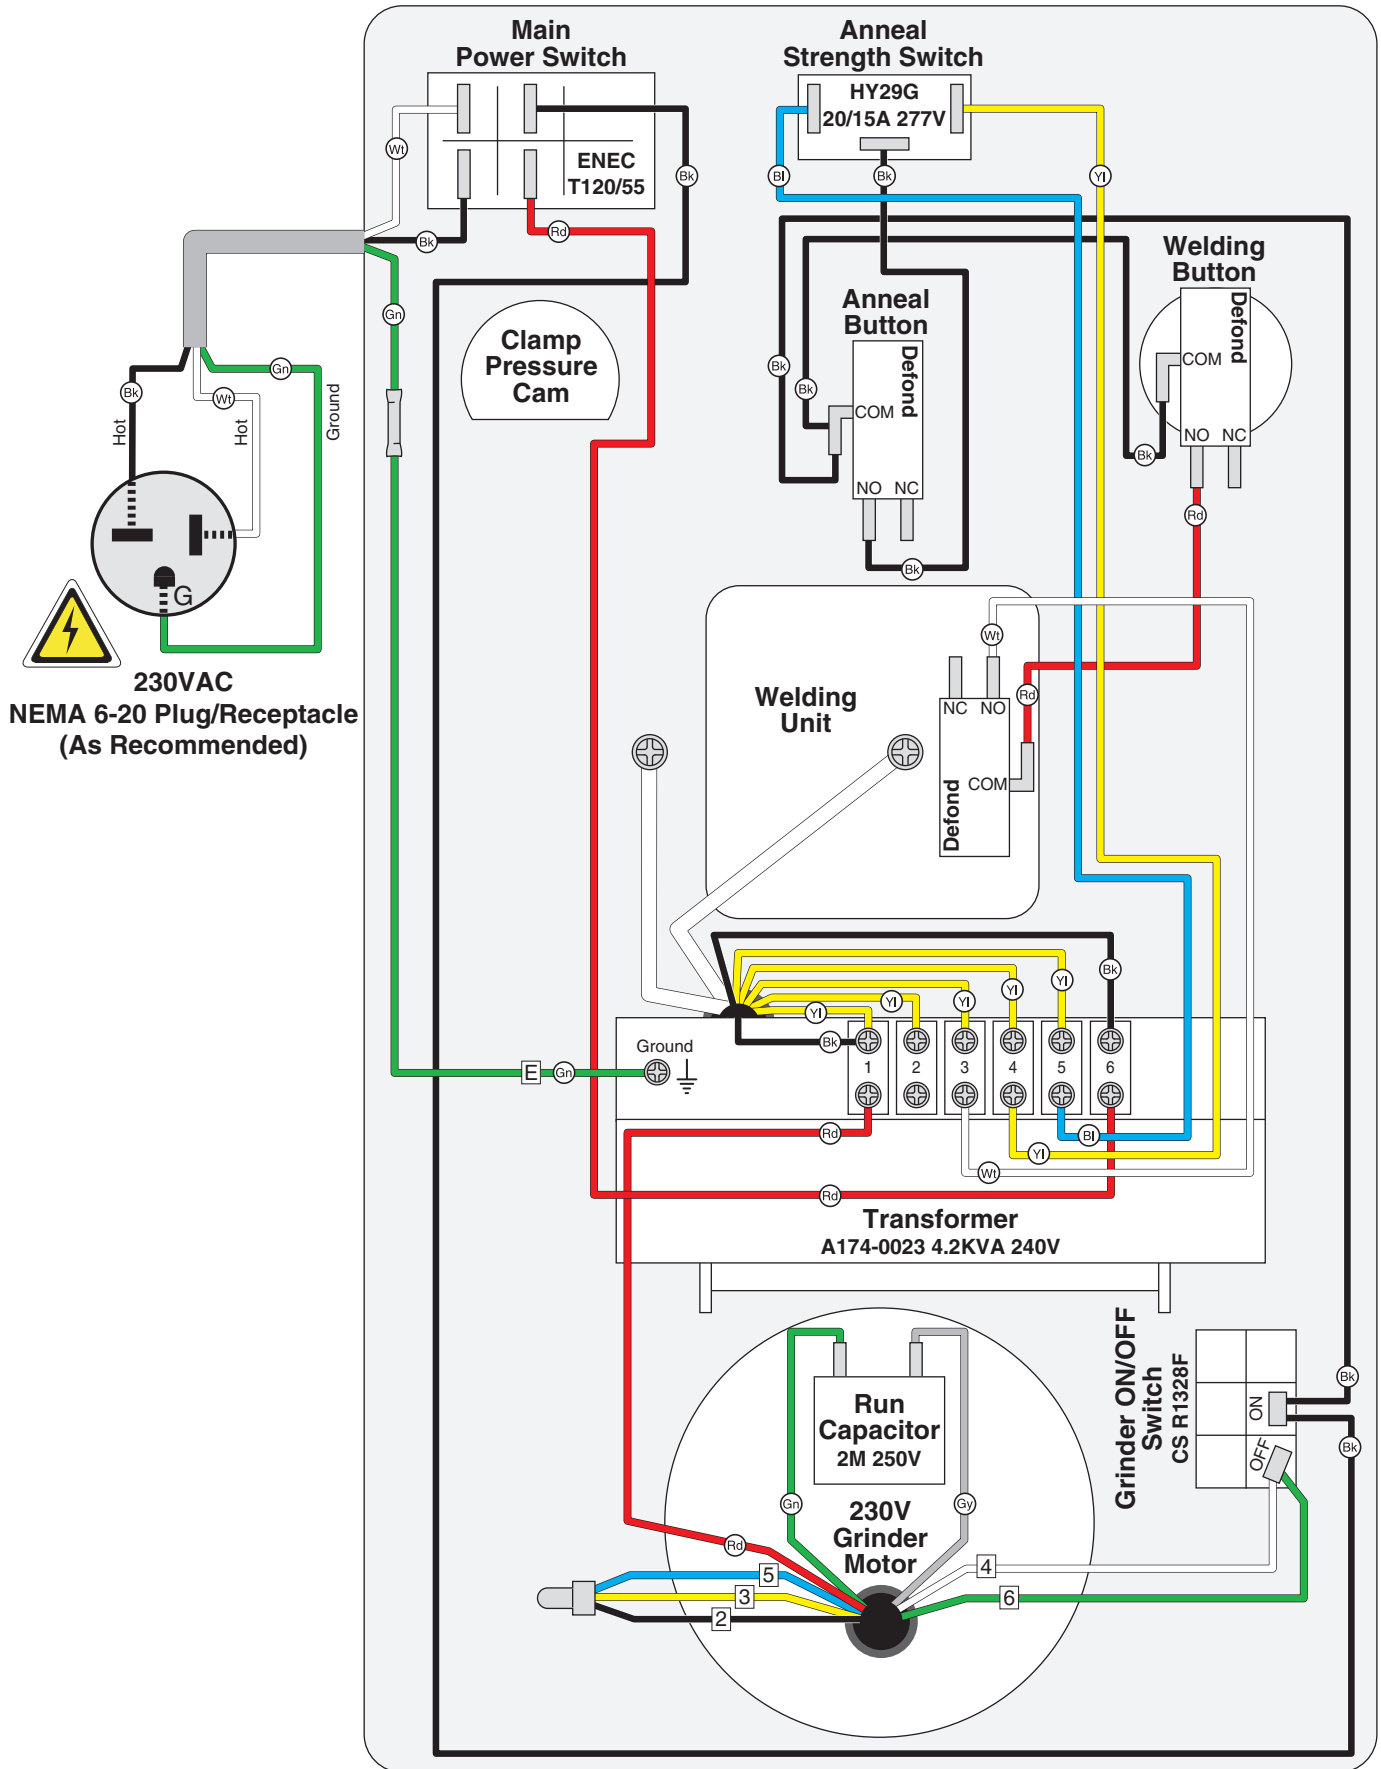 Main
Power Switch
ENEC
T120/55
Anneal
Strength Switch
HY29G
20/15A 277V
Wt
Bk
Rd
Bk
Bl
Bk
Yl
Gn
Clamp
Pressure
Cam
Anneal
Button
Defond
COM
NO NC
Bk
Bk
Bk
Welding
Button
Defond
COM
NO NC
Bk
Rd
Bk
Wt
Gn
Hot
Hot
Ground
G
230VAC
NEMA 6-20 Plug/Receptacle
(As Recommended)
Welding
Unit
Wt
Rd
NC NO
COM
Defond
Yl
Yl
Yl
Yl
Yl
Bk
Bk
Ground
E
Gn
1
2
3
4
5
6
Rd
Bl
Yl
Wt
Rd
Transformer
A174-0023 4.2KVA 240V
Run
Capacitor
2M 250V
Gn
Gy
230V
Grinder
Motor
Rd
5
3
2
4
6
Grinder ON/OFF
Switch
CS R1328F
ON
OFF
Bk
Bk